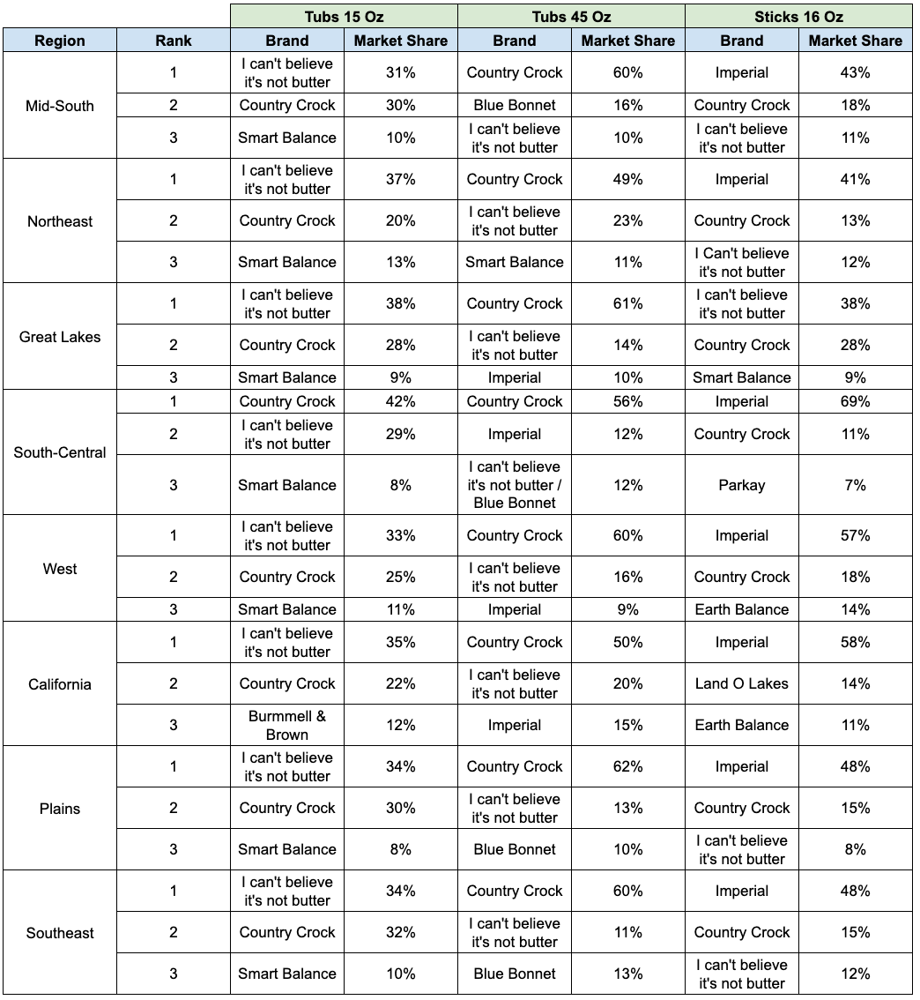 Tubs 15 Oz Tubs 45 Oz Sticks 16 Oz
Region Rank Brand Market Share Brand Market Share Brand Market Share
Mid-South
1 I can't believe it's not butter 31% Country Crock 60% Imperial 43%
2 Country Crock 30% Blue Bonnet 16% Country Crock 18%
3 Smart Balance 10% I can't believe it's not butter 10% I can't believe it's not butter 11%
Northeast
1 I can't believe it's not butter 37% Country Crock 49% Imperial 41%
2 Country Crock 20% I can't believe it's not butter 23% Country Crock 13%
3 Smart Balance 13% Smart Balance 11% I Can't believe it's not butter 12%
Great Lakes
1 I can't believe it's not butter 38% Country Crock 61% I can't believe it's not butter 38%
2 Country Crock 28% I can't believe it's not butter 14% Country Crock 28%
3 Smart Balance 9% Imperial 10% Smart Balance 9%
South-Central
1 Country Crock 42% Country Crock 56% Imperial 69%
2 I can't believe it's not butter 29% Imperial 12% Country Crock 11%
3 Smart Balance 8% I can't believe it's not butter / Blue Bonnet 12% Parkay 7%
West
1 I can't believe it's not butter 33% Country Crock 60% Imperial 57%
2 Country Crock 25% I can't believe it's not butter 16% Country Crock 18%
3 Smart Balance 11% Imperial 9% Earth Balance 14%
California
1 I can't believe it's not butter 35% Country Crock 50% Imperial 58%
2 Country Crock 22% I can't believe it's not butter 20% Land O Lakes 14%
3 Burmmell & Brown 12% Imperial 15% Earth Balance 11%
Plains
1 I can't believe it's not butter 34% Country Crock 62% Imperial 48%
2 Country Crock 30% I can't believe it's not butter 13% Country Crock 15%
3 Smart Balance 8% Blue Bonnet 10% I can't believe it's not butter 8%
Southeast
1 I can't believe it's not butter 34% Country Crock 60% Imperial 48%
2 Country Crock 32% I can't believe it's not butter 11% Country Crock 15%
3 Smart Balance 10% Blue Bonnet 13% I can't believe it's not butter 12%